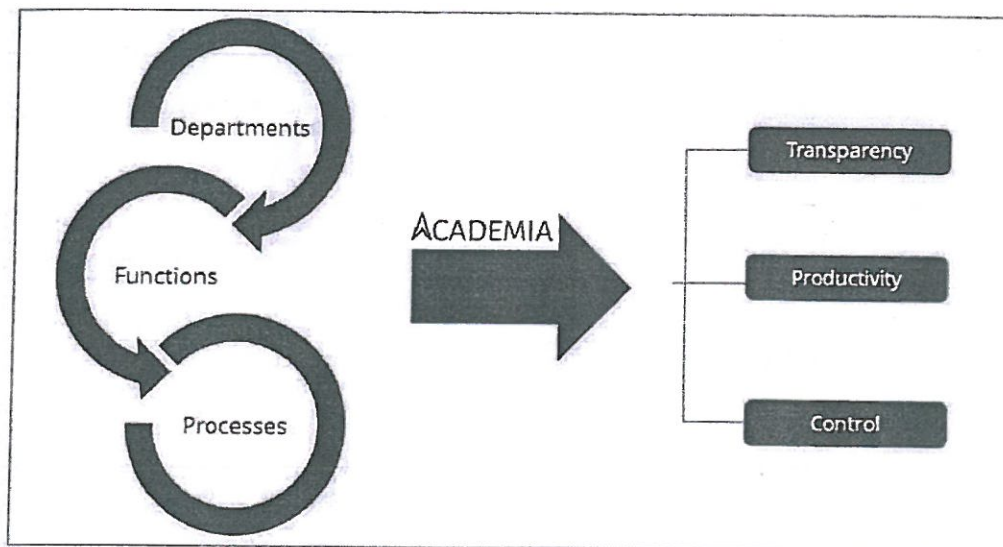 Departments
Functions
Processes
ACADEMIA
Transparency
Productivity
Control